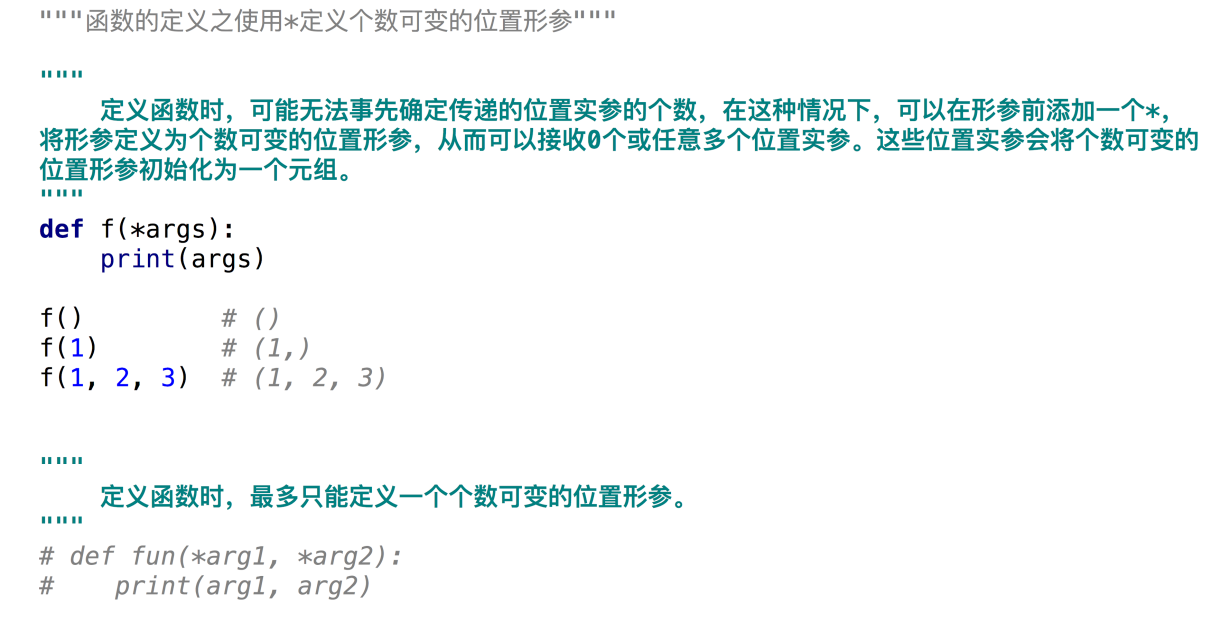 """函数的定义之使用*定义个数可变的位置形参"""
"""
    定义函数时，可能无法事先确定传递的位置实参的个数，在这种情况下，可以在形参前添加一个*，
将形参定义为个数可变的位置形参，从而可以接收0个或任意多个位置实参。这些位置实参会将个数可变的
位置形参初始化为一个元组。
"""
def f(*args):
    print(args)
f()         # ()
f(1)        # (1,)
f(1, 2, 3)  # (1, 2, 3)
"""
    定义函数时，最多只能定义一个个数可变的位置形参。
"""
# def fun(*arg1, *arg2):
#    print(arg1, arg2)